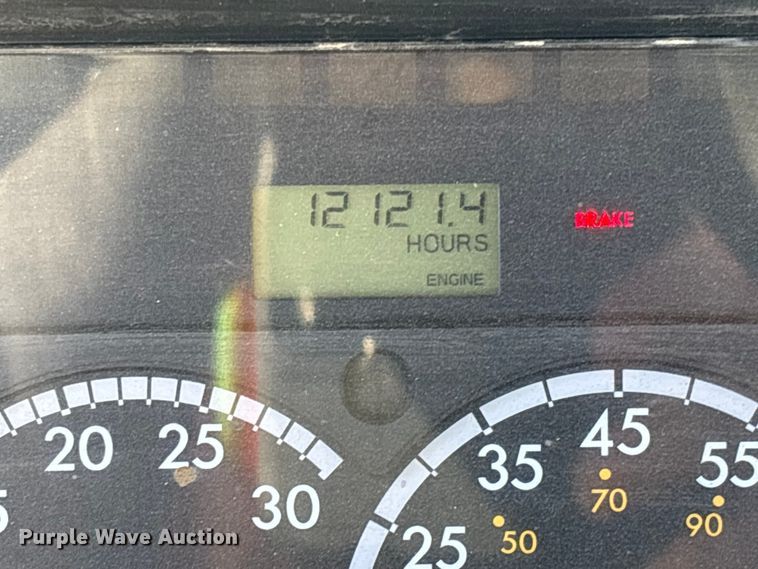 12121.4
HOURS
BRAKE
ENGINE
20 25 30
25 35 45 55
50 70 90
Purple Wave Auction